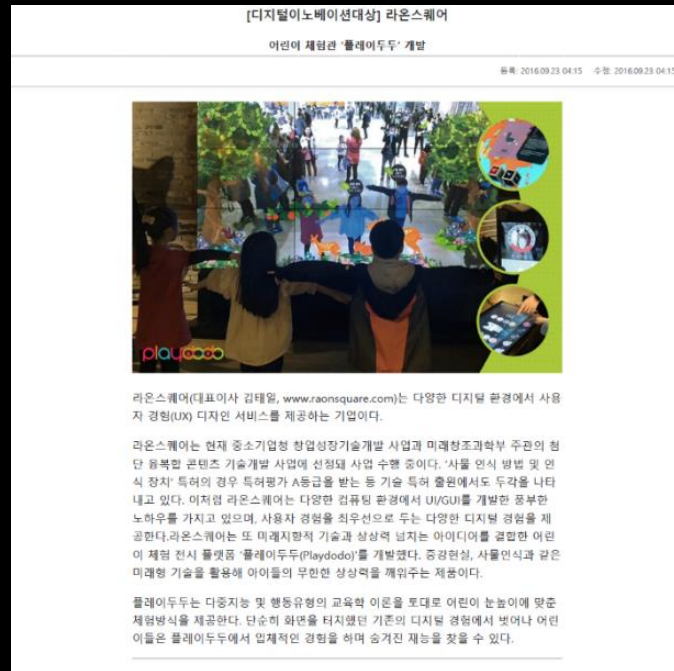 [디지털이노베이션대상] 라온스퀘어
어린이 체험관 '플레이두두' 개발
등록: 2016.09.23 04:15 수정: 2016.09.23 04:15
playdodo
라온스퀘어(대표이사 김태일, www.raonsquare.com)는 다양한 디지털 환경에서 사용
자 경험(UX) 디자인 서비스를 제공하는 기업이다.
라온스퀘어는 현재 중소기업청 창업성장기술개발 사업과 미래창조과학부 주관의 첨
단 융복합 콘텐츠 기술개발 사업에 선정돼 사업 수행 중이다. '사물 인식 방법 및 인
식 장치' 특허의 경우 특허평가 A등급을 받는 등 기술 특허 출원에서도 두각을 나타
내고 있다. 이처럼 라온스퀘어는 다양한 컴퓨팅 환경에서 UI/GUI를 개발한 풍부한
노하우를 가지고 있으며, 사용자 경험을 최우선으로 두는 다양한 디지털 경험을 제
공한다.라온스퀘어는 또 미래지향적 기술과 상상력 넘치는 아이디어를 결합한 어린
이 체험 전시 플랫폼 '플레이두두(Playdodo)'를 개발했다. 증강현실, 사물인식과 같은
미래형 기술을 활용해 아이들의 무한한 상상력을 깨워주는 제품이다.
플레이두두는 다중지능 및 행동유형의 교육학 이론을 토대로 어린이 눈높이에 맞춘
체험방식을 제공한다. 단순히 화면을 터치했던 기존의 디지털 경험에서 벗어나 어린
이들은 플레이두두에서 입체적인 경험을 하며 숨겨진 재능을 찾을 수 있다.